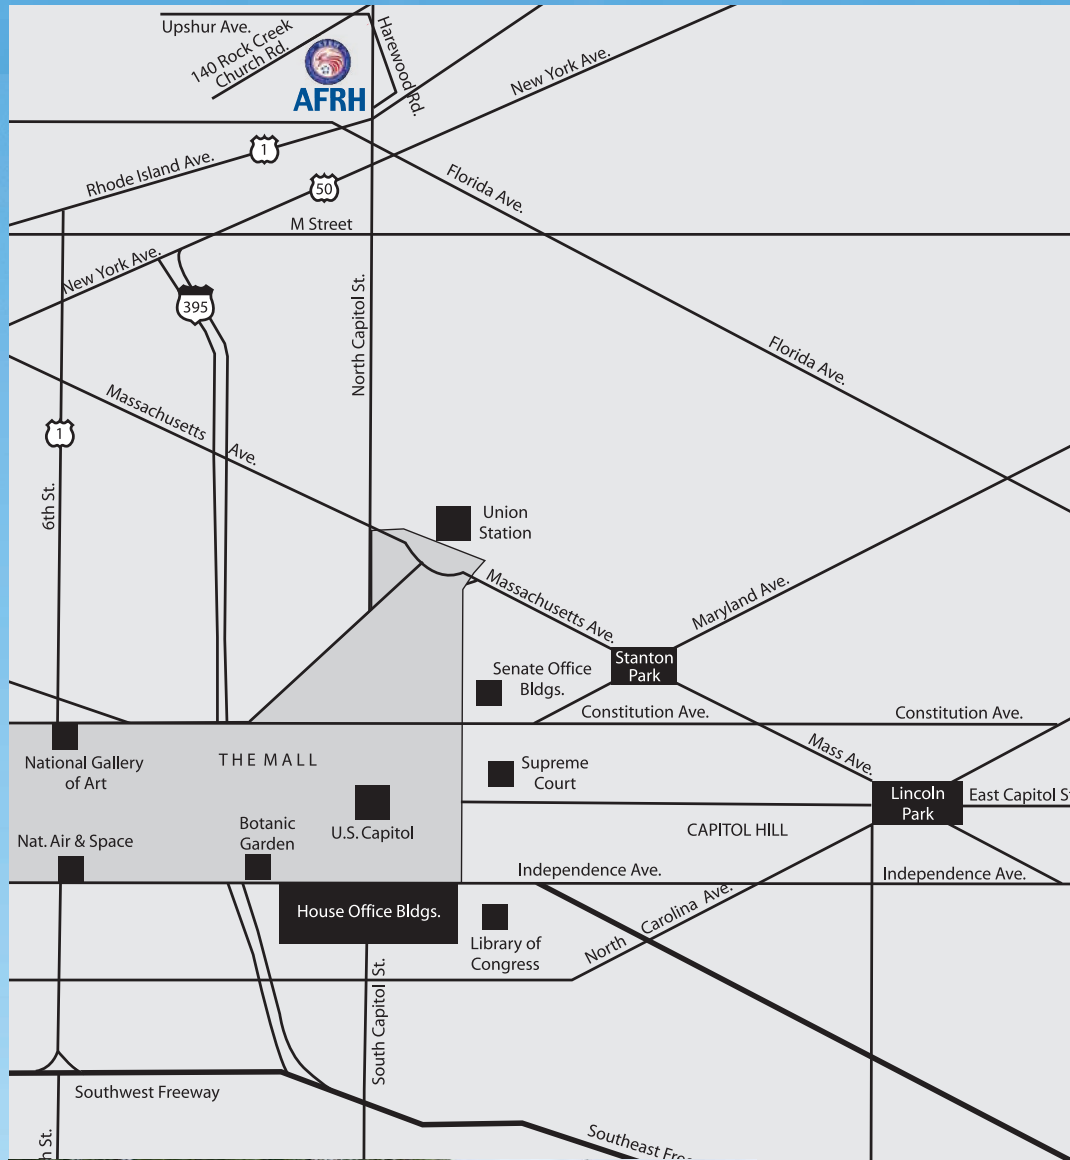 Upshur Ave.
140 Rock Creek
Church Rd.
AFRH
Harewood Rd.
New York Ave.
1
Rhode Island Ave.
50
Florida Ave.
M Street
New York Ave.
395
North Capitol St.
Florida Ave.
Massachusetts
Ave.
1
6th St.
Union
Station
Massachusetts Ave.
Maryland Ave.
Stanton
Park
Senate Office
Bldgs.
Constitution Ave.
Constitution Ave.
National Gallery
of Art
THE MALL
Supreme
Court
Mass Ave.
Lincoln
Park
East Capitol St
U.S. Capitol
CAPITOL HILL
Botanic
Garden
Nat. Air & Space
Independence Ave.
Independence Ave.
House Office Bldgs.
Library of
Congress
North
Carolina Ave.
South Capitol St.
Southwest Freeway
Southeast Fre
h St.